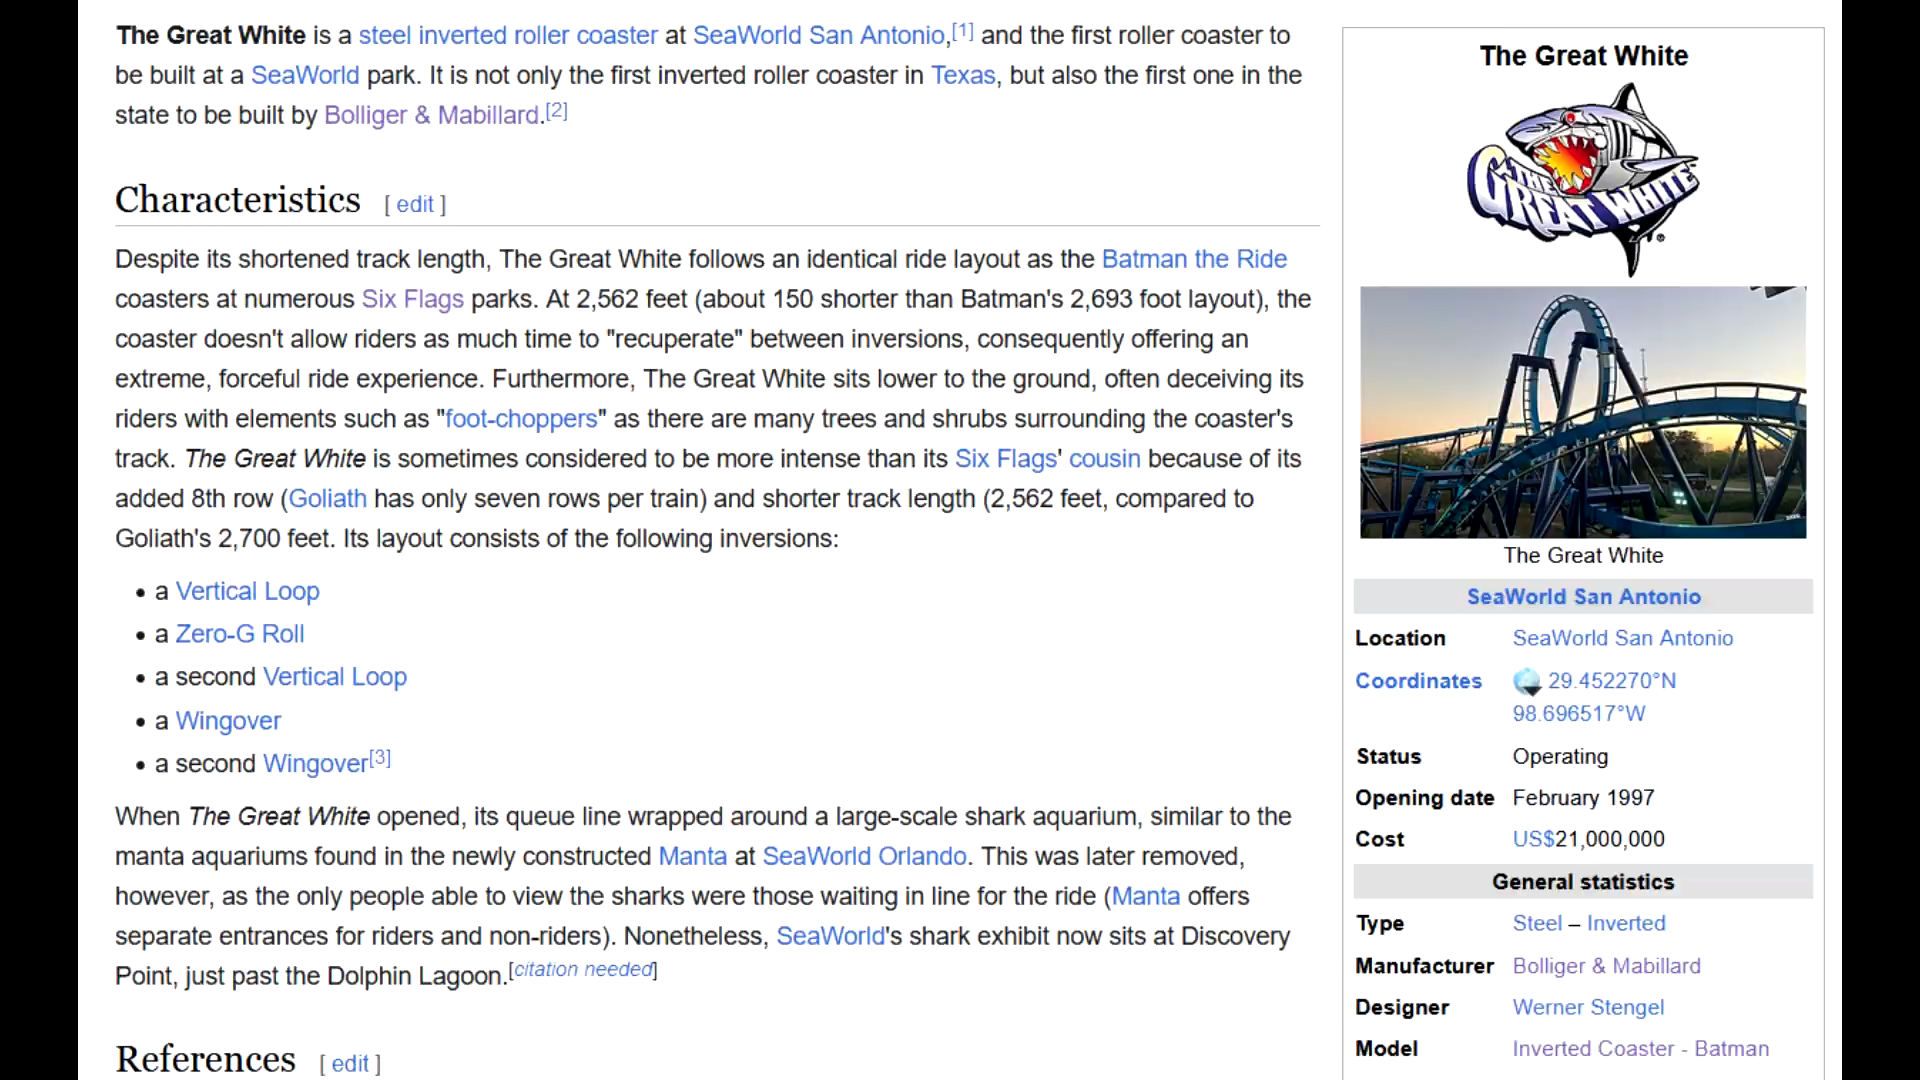 The Great White is a steel inverted roller coaster at SeaWorld San Antonio,[1] and the first roller coaster to
be built at a SeaWorld park. It is not only the first inverted roller coaster in Texas, but also the first one in the
state to be built by Bolliger & Mabillard.[2]
Characteristics [ edit ]
Despite its shortened track length, The Great White follows an identical ride layout as the Batman the Ride
coasters at numerous Six Flags parks. At 2,562 feet (about 150 shorter than Batman's 2,693 foot layout), the
coaster doesn't allow riders as much time to "recuperate" between inversions, consequently offering an
extreme, forceful ride experience. Furthermore, The Great White sits lower to the ground, often deceiving its
riders with elements such as "foot-choppers" as there are many trees and shrubs surrounding the coaster's
track. The Great White is sometimes considered to be more intense than its Six Flags' cousin because of its
added 8th row (Goliath has only seven rows per train) and shorter track length (2,562 feet, compared to
Goliath's 2,700 feet. Its layout consists of the following inversions:
• a Vertical Loop
• a Zero-G Roll
• a second Vertical Loop
• a Wingover
• a second Wingover[3]
When The Great White opened, its queue line wrapped around a large-scale shark aquarium, similar to the
manta aquariums found in the newly constructed Manta at SeaWorld Orlando. This was later removed,
however, as the only people able to view the sharks were those waiting in line for the ride (Manta offers
separate entrances for riders and non-riders). Nonetheless, SeaWorld's shark exhibit now sits at Discovery
Point, just past the Dolphin Lagoon.[citation needed]
References [ edit ]
The Great White
THE
GREAT WHITE
®
The Great White
SeaWorld San Antonio
Location SeaWorld San Antonio
Coordinates 29.452270°N
98.696517°W
Status Operating
Opening date February 1997
Cost US$21,000,000
General statistics
Type Steel – Inverted
Manufacturer Bolliger & Mabillard
Designer Werner Stengel
Model Inverted Coaster - Batman